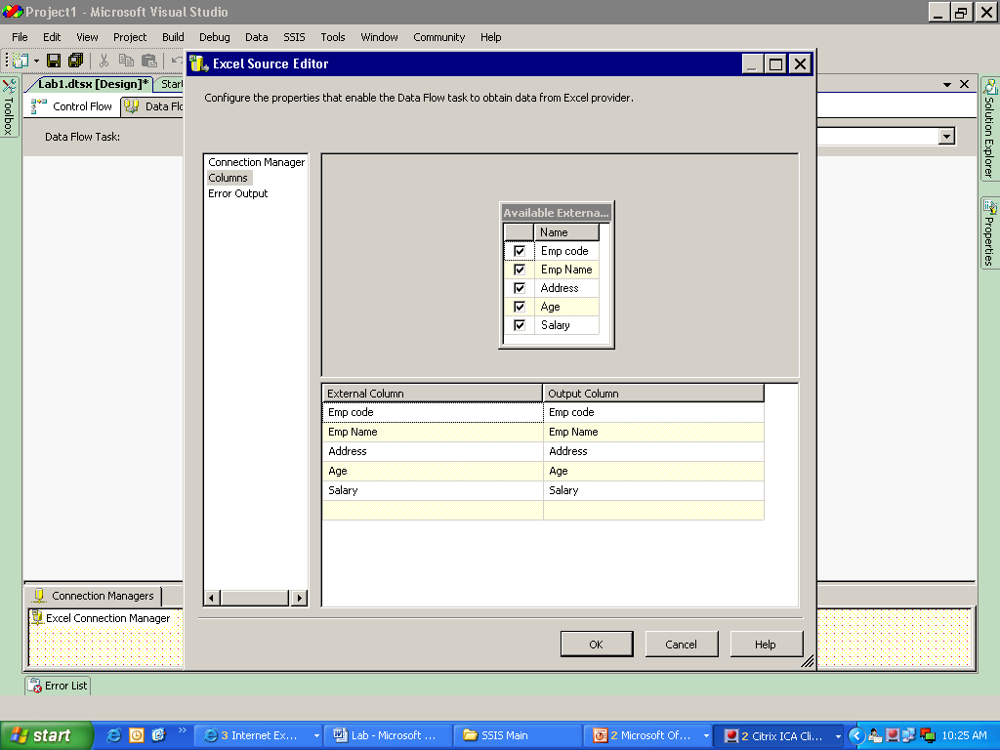 Project1 - Microsoft Visual Studio
File Edit View Project Build Debug Data SSIS Tools Window Community Help
Excel Source Editor
Lab1.dtsx [Design]* Start
Control Flow Data Flo
Data Flow Task:
Toolbox
Solution Explorer
Properties
Configure the properties that enable the Data Flow task to obtain data from Excel provider.
Connection Manager
Columns
Error Output
Available Externa...
Name
Emp code
Emp Name
Address
Age
Salary
External Column Output Column
Emp code Emp code
Emp Name Emp Name
Address Address
Age Age
Salary Salary
Connection Managers
Excel Connection Manager
OK Cancel Help
Error List
start 3 Internet Ex... Lab - Microsoft ... SSIS Main 2 Microsoft Of... 2 Citrix ICA Cli... 10:25 AM